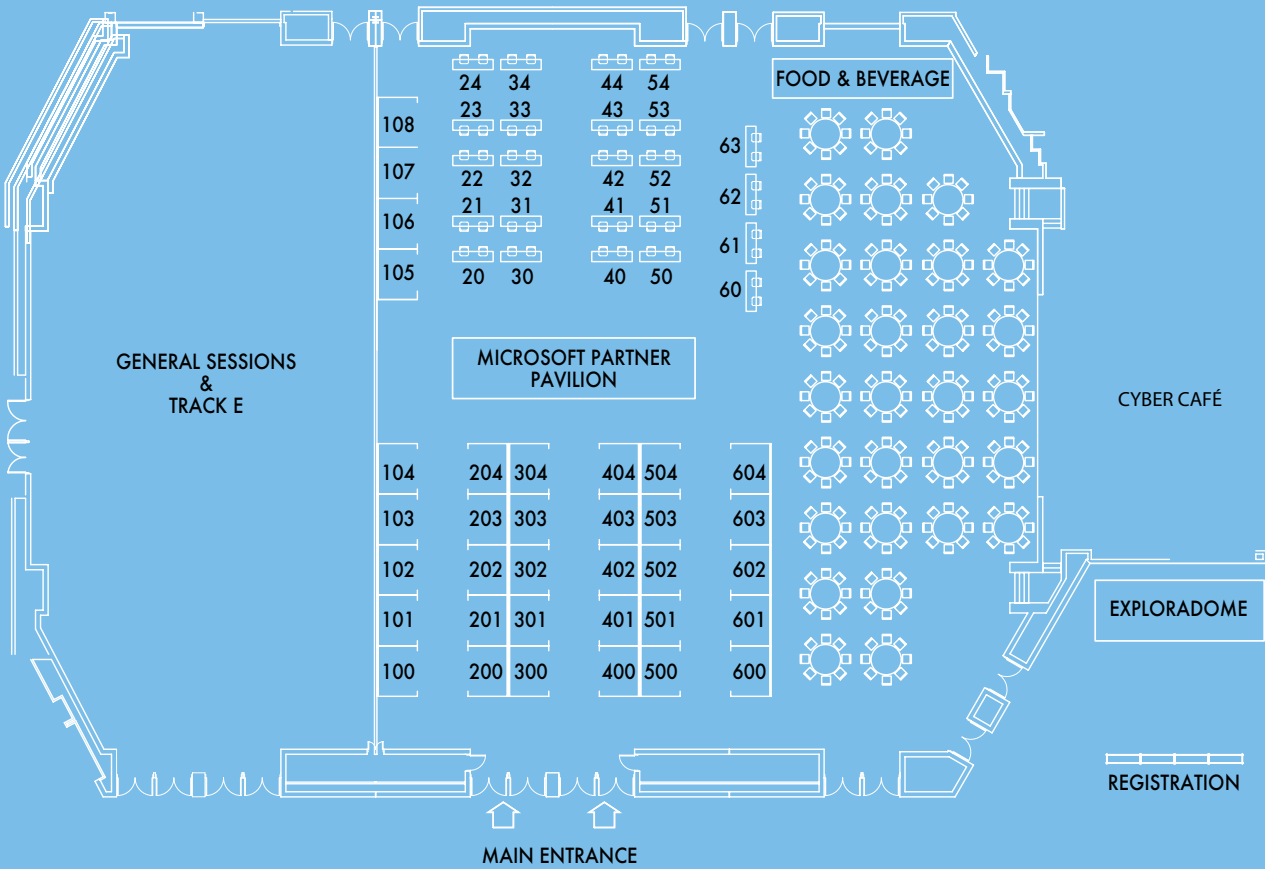 24 34 44 54
FOOD & BEVERAGE
23 33 43 53
108
63
107
22 32 42 52
62
21 31 41 51
106
61
105
20 30 40 50
60
GENERAL SESSIONS
&
TRACK E
MICROSOFT PARTNER
PAVILION
CYBER CAFÉ
104 204 304 404 504 604
103 203 303 403 503 603
102 202 302 402 502 602
101 201 301 401 501 601
EXPLORADOME
100 200 300 400 500 600
REGISTRATION
MAIN ENTRANCE